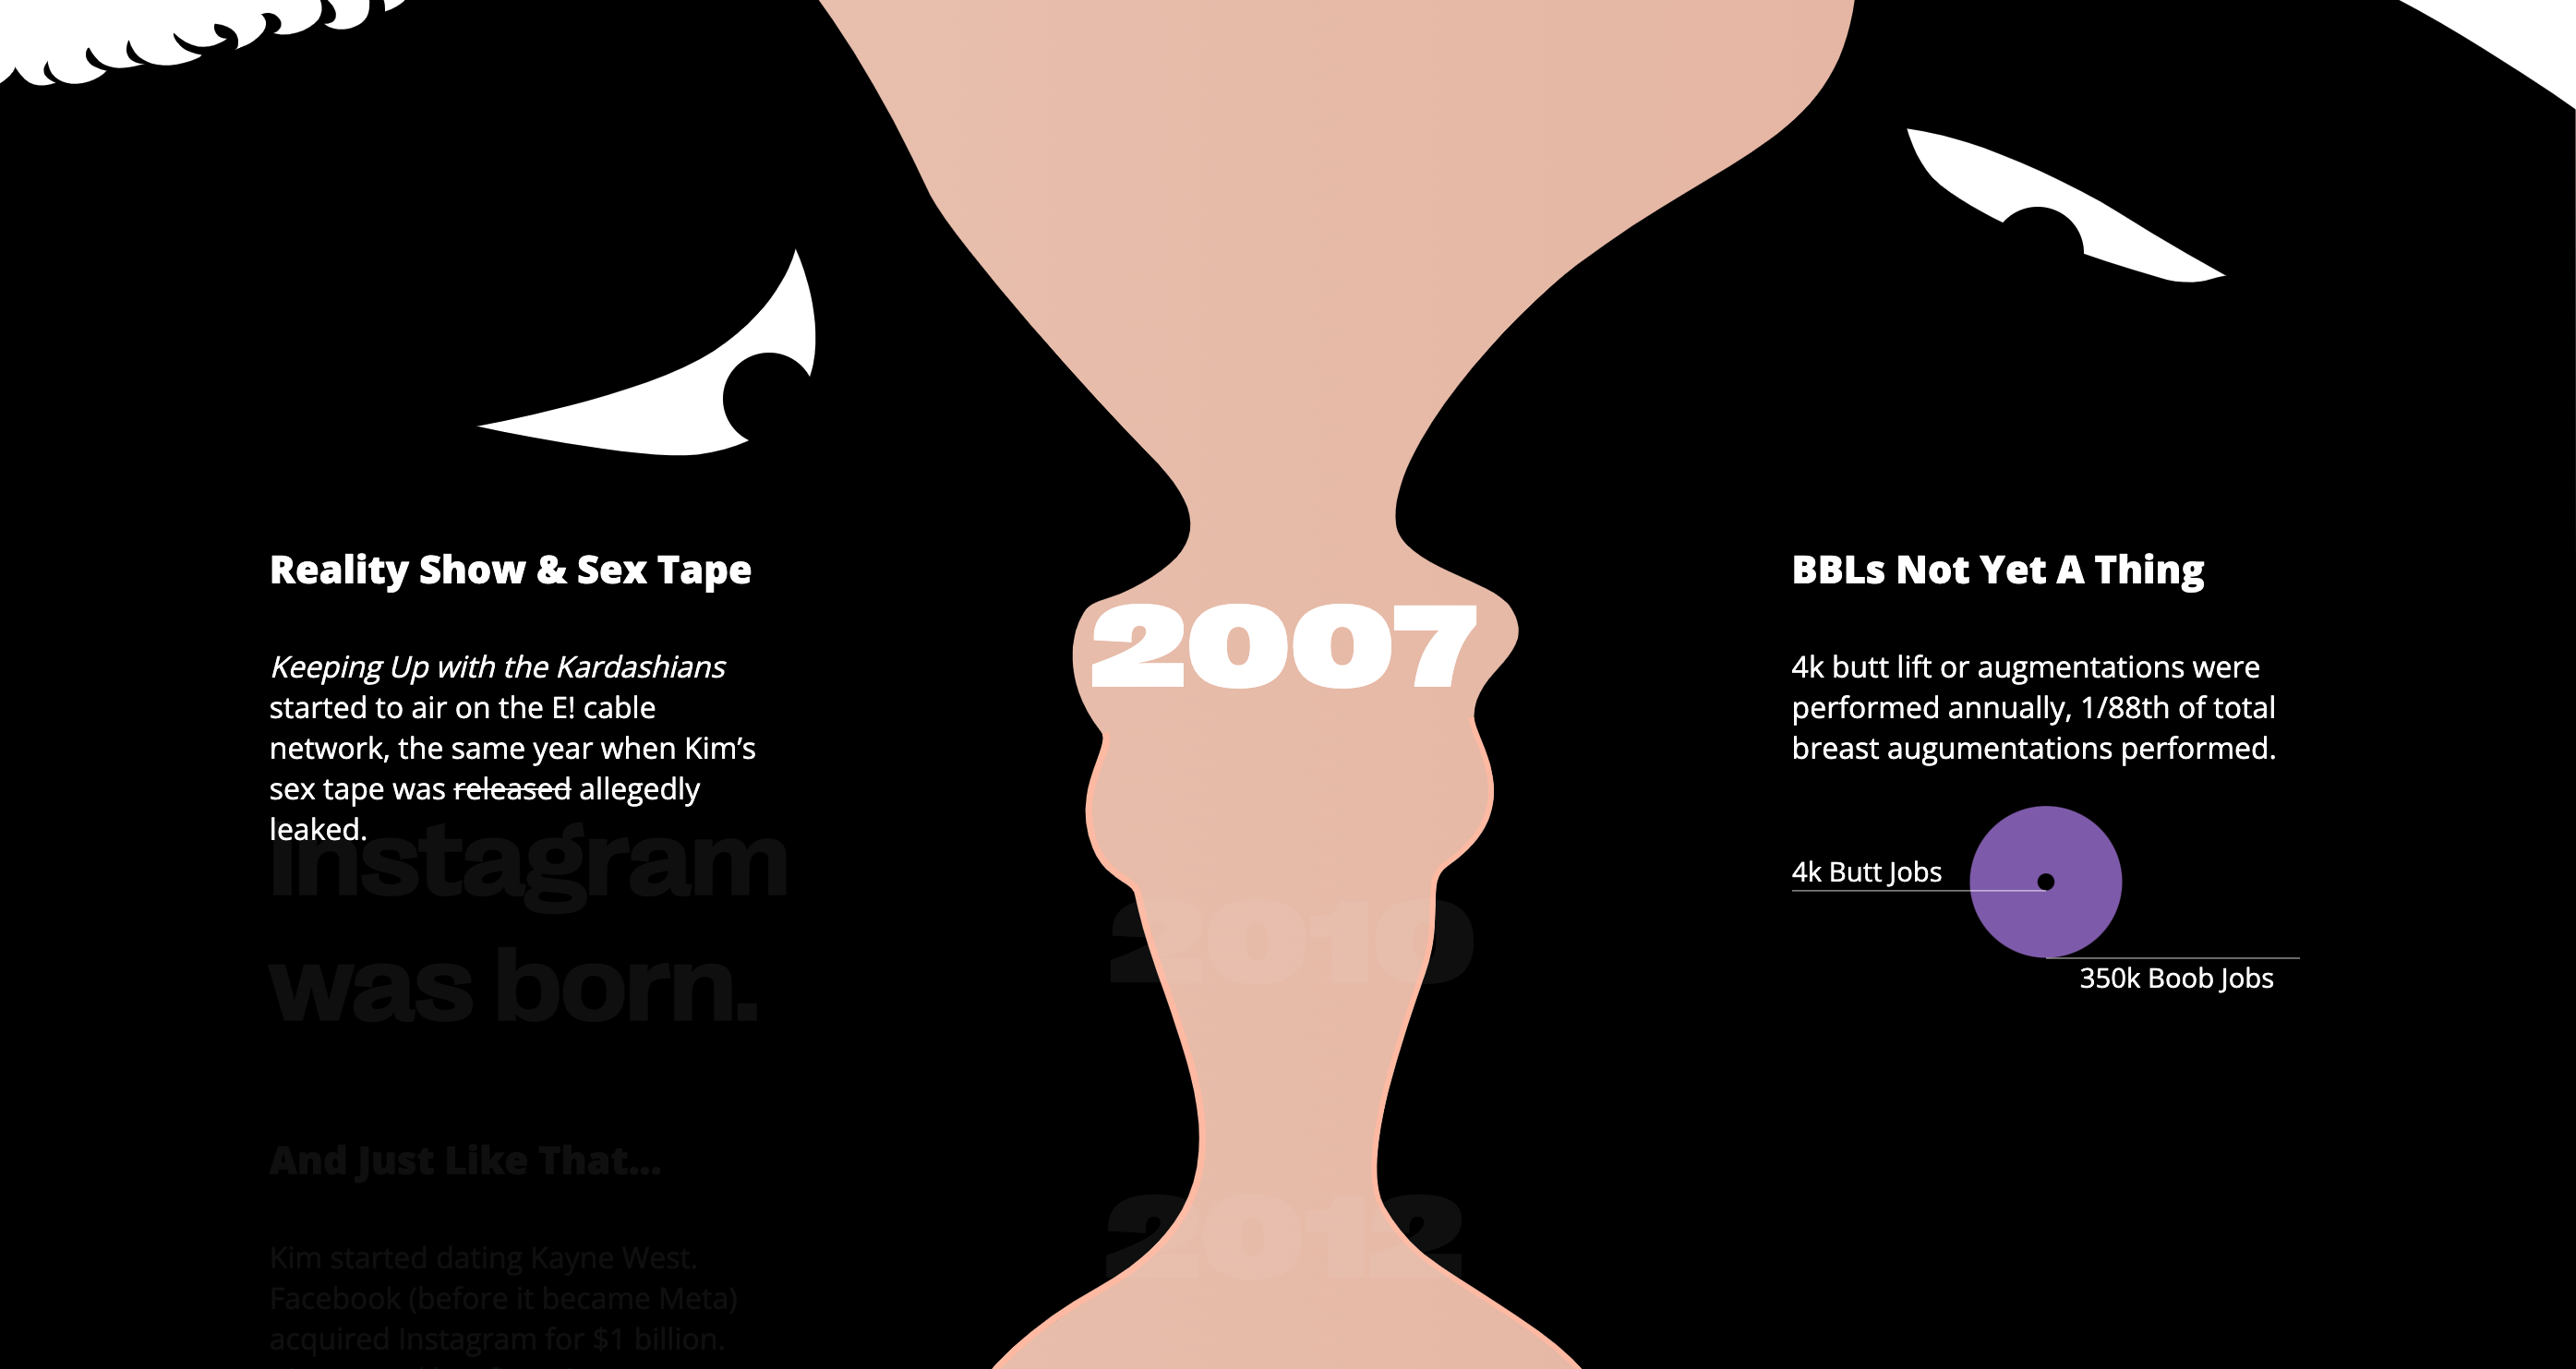 Reality Show & Sex Tape
Keeping Up with the Kardashians
started to air on the E! cable
network, the same year when Kim’s
sex tape was released allegedly
leaked.
Instagram
was born.
And Just Like That...
Kim started dating Kayne West.
Facebook (before it became Meta)
acquired Instagram for $1 billion.
2007
2010
2012
BBLs Not Yet A Thing
4k butt lift or augmentations were
performed annually, 1/88th of total
breast augumentations performed.
4k Butt Jobs
350k Boob Jobs